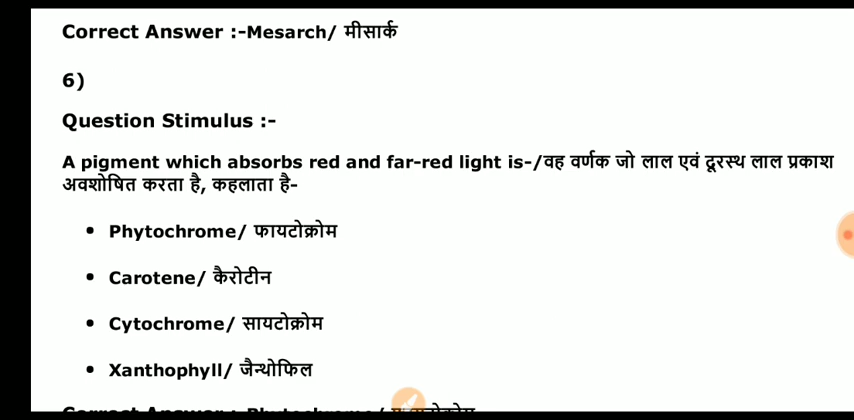 Correct Answer :-Mesarch/ मीसार्क
6)
Question Stimulus :-
A pigment which absorbs red and far-red light is-/वह वर्णक जो लाल एवं दूरस्थ लाल प्रकाश
अवशोषित करता है, कहलाता है-
• Phytochrome/ फायटोक्रोम
• Carotene/ कैरोटीन
• Cytochrome/ सायटोक्रोम
• Xanthophyll/ जैन्थोफिल